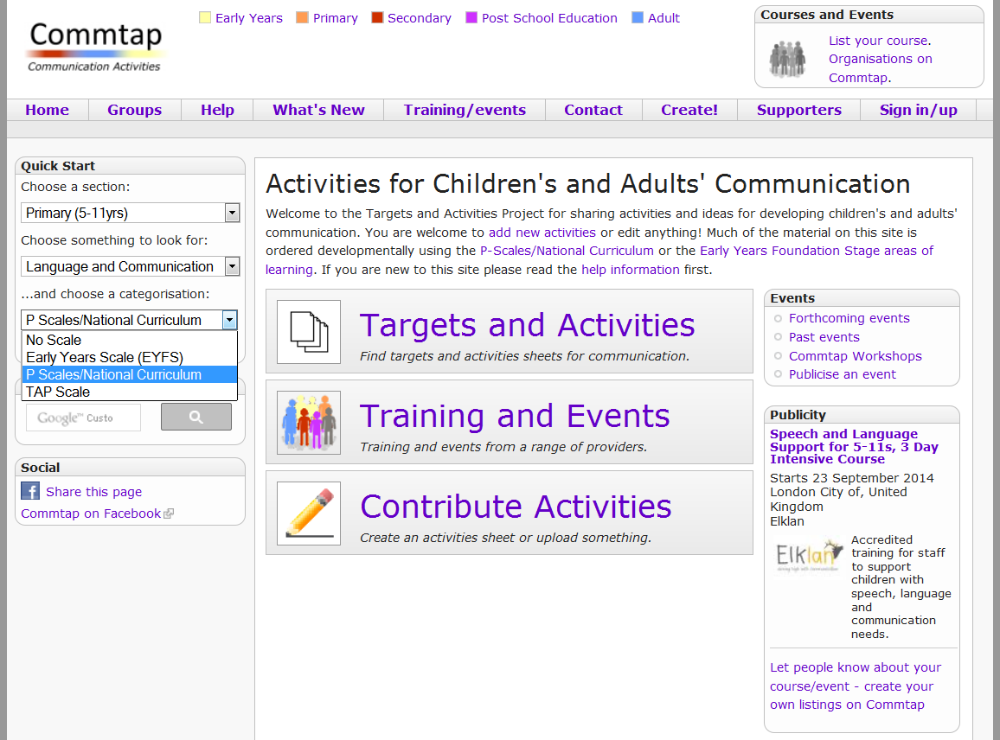 Commtap
Communication Activities
Early Years
Primary
Secondary
Post School Education
Adult
Courses and Events
List your course.
Organisations on
Commtap.
Home
Groups
Help
What's New
Training/events
Contact
Create!
Supporters
Sign in/up
Quick Start
Choose a section:
Primary (5-11yrs)
Choose something to look for:
Language and Communication
...and choose a categorisation:
P Scales/National Curriculum
No Scale
Early Years Scale (EYFS)
P Scales/National Curriculum
TAP Scale
Google™ Custo
Social
Share this page
Commtap on Facebook
Activities for Children's and Adults' Communication
Welcome to the Targets and Activities Project for sharing activities and ideas for developing children's and adults'
communication. You are welcome to add new activities or edit anything! Much of the material on this site is
ordered developmentally using the P-Scales/National Curriculum or the Early Years Foundation Stage areas of
learning. If you are new to this site please read the help information first.
Targets and Activities
Find targets and activities sheets for communication.
Training and Events
Training and events from a range of providers.
Contribute Activities
Create an activities sheet or upload something.
Events
Forthcoming events
Past events
Commtap Workshops
Publicise an event
Publicity
Speech and Language
Support for 5-11s, 3 Day
Intensive Course
Starts 23 September 2014
London City of, United
Kingdom
Elklan
Elklan
Accredited
training for staff
to support
children with
speech, language
and
communication
needs.
Let people know about your
course/event - create your
own listings on Commtap